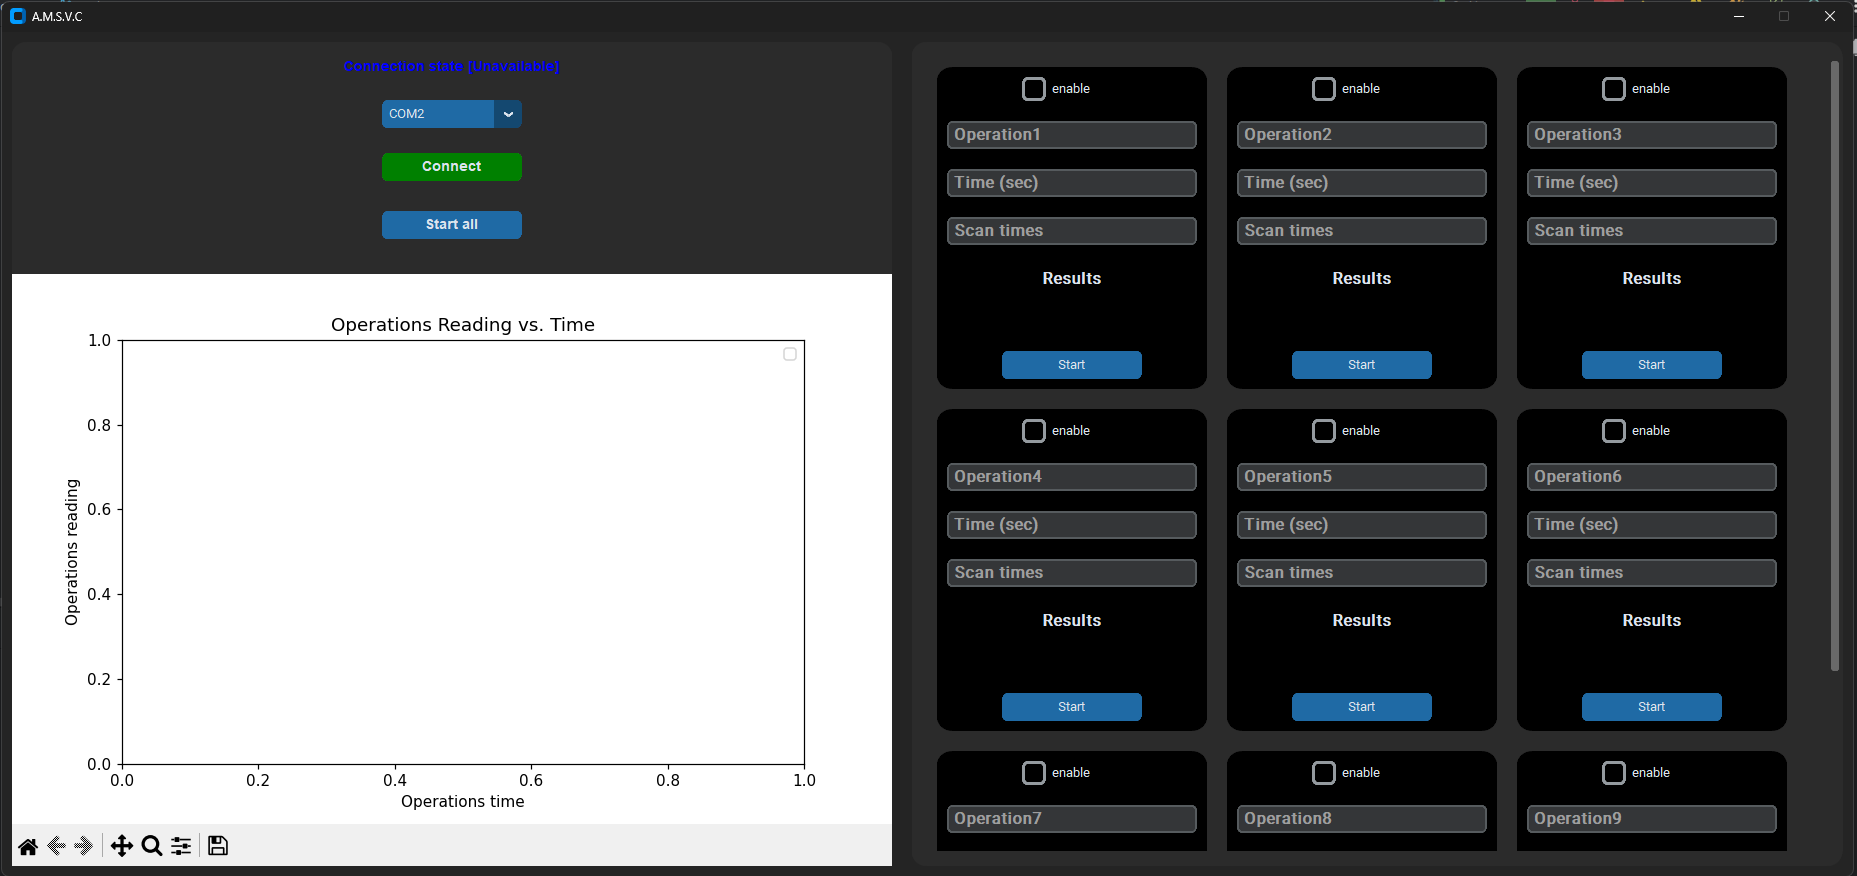 A.M.S.V.C
Connection state [Unavailable]
COM2
Connect
Start all
Operations Reading vs. Time
1.0
0.8
0.6
0.4
0.2
0.0
Operations reading
0.0 0.2 0.4 0.6 0.8 1.0
Operations time
enable enable enable
Operation1 Operation2 Operation3
Time (sec) Time (sec) Time (sec)
Scan times Scan times Scan times
Results Results Results
Start Start Start
enable enable enable
Operation4 Operation5 Operation6
Time (sec) Time (sec) Time (sec)
Scan times Scan times Scan times
Results Results Results
Start Start Start
enable enable enable
Operation7 Operation8 Operation9